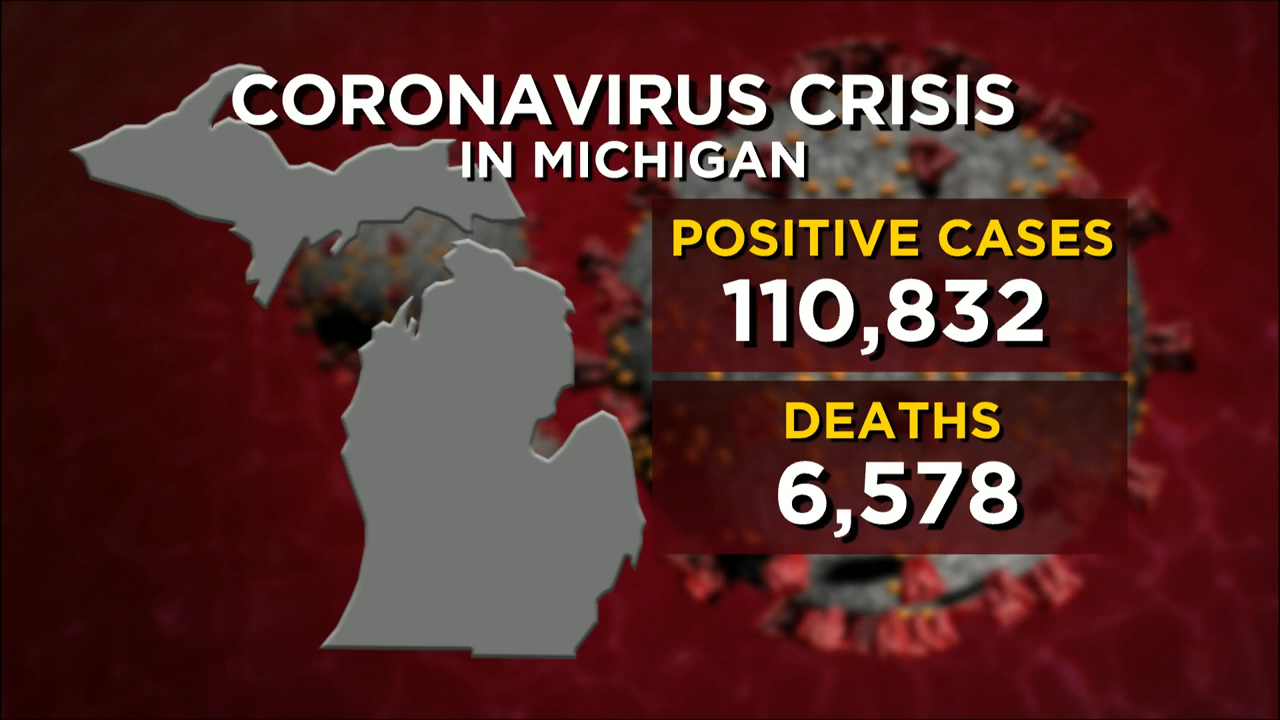 CORONAVIRUS CRISIS
IN MICHIGAN
POSITIVE CASES
110,832
DEATHS
6,578